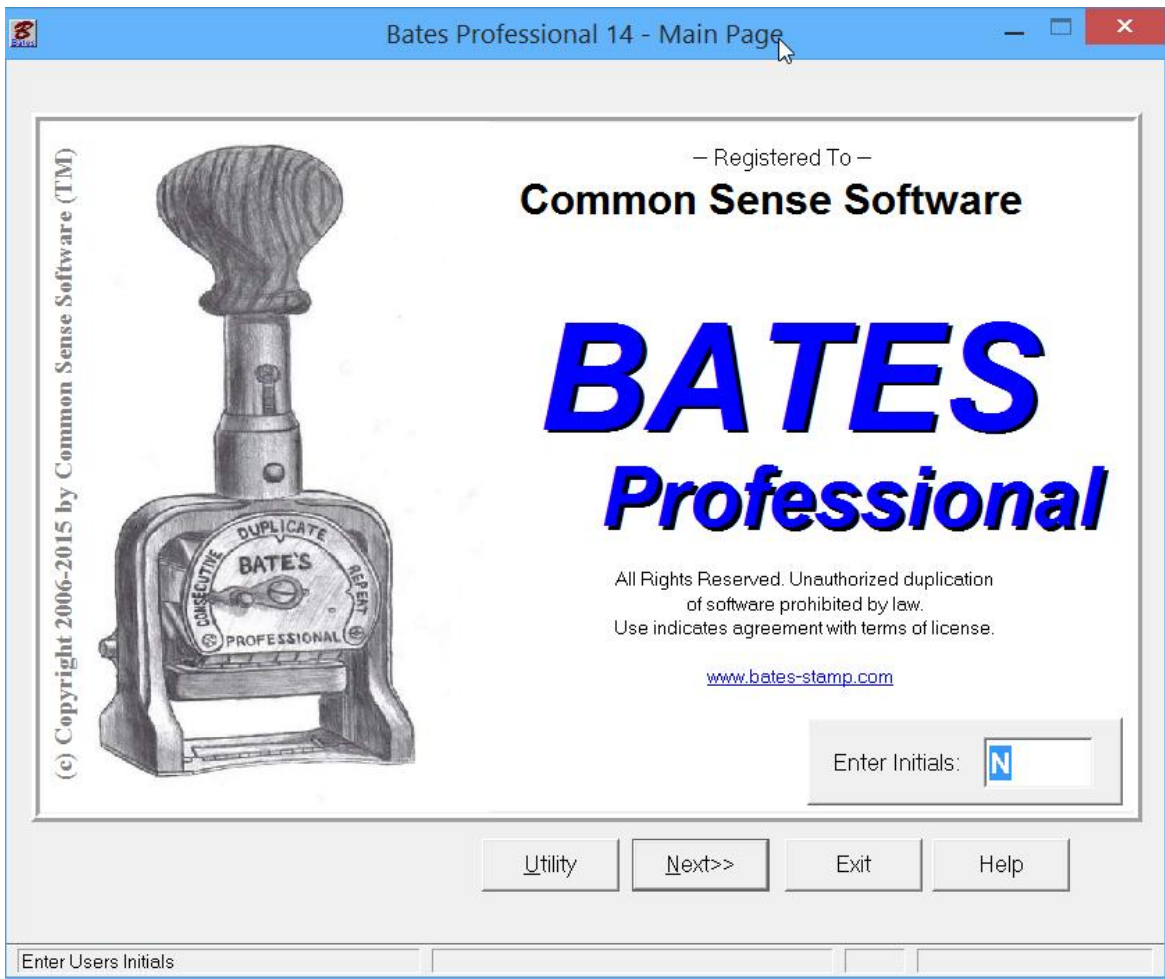 Bates
Bates Professional 14 - Main Page
(c) Copyright 2006-2015 by Common Sense Software (TM)
CONSECUTIVE DUPLICATE REPEAT
BATE'S
PROFESSIONAL
– Registered To –
Common Sense Software
BATES
Professional
All Rights Reserved. Unauthorized duplication
of software prohibited by law.
Use indicates agreement with terms of license.
www.bates-stamp.com
Enter Initials: N
Utility Next>> Exit Help
Enter Users Initials